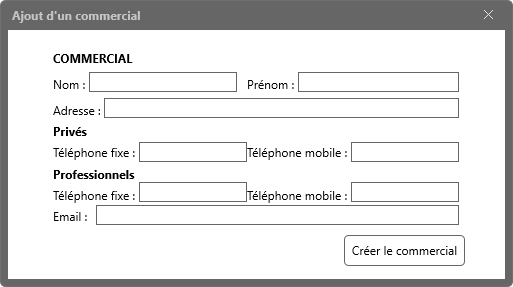 Ajout d'un commercial
COMMERCIAL
Nom : Prénom :
Adresse :
Privés
Téléphone fixe : Téléphone mobile :
Professionnels
Téléphone fixe : Téléphone mobile :
Email :
Créer le commercial